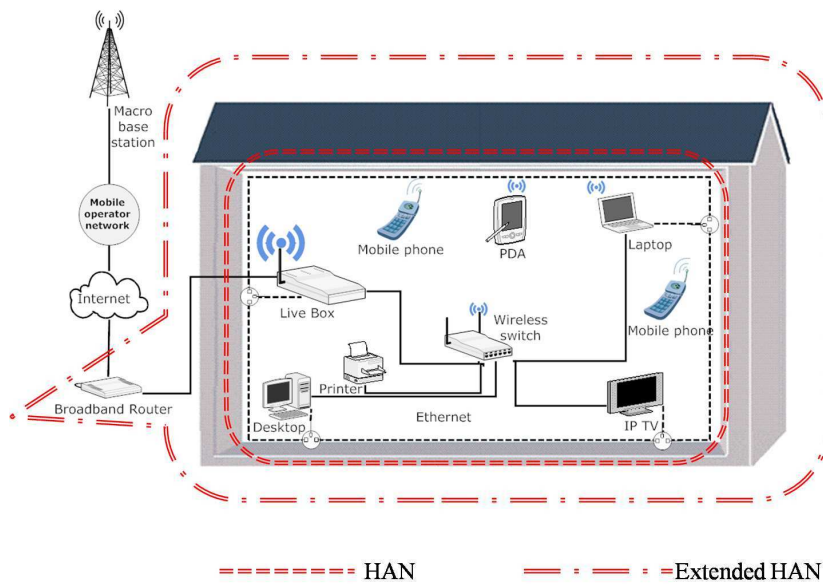 Macro
base
station
Mobile
operator
network
Internet
Broadband Router
Mobile phone
PDA
Laptop
Live Box
Wireless
switch
Mobile phone
Printer
Desktop
Ethernet
IP TV
HAN
Extended HAN